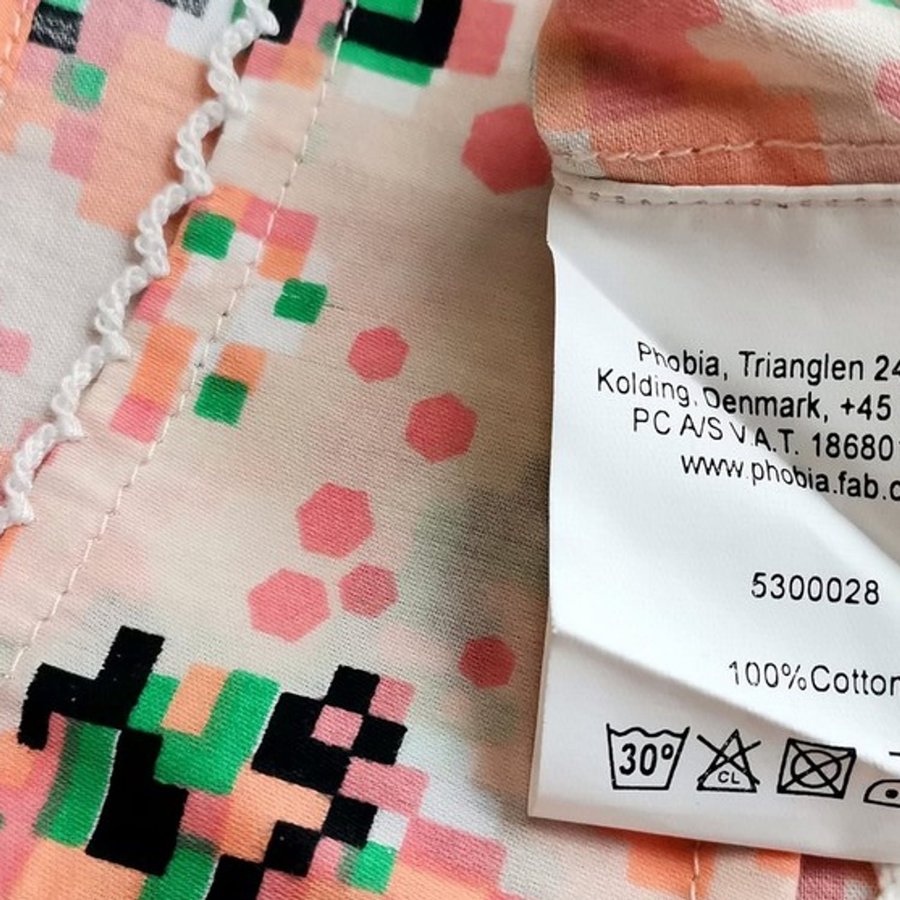 Phobia, Trianglen 24
Kolding, Denmark, +45
PC A/S V.A.T. 18680
www.phobia.fab.
5300028
100%Cotton
30°
CL